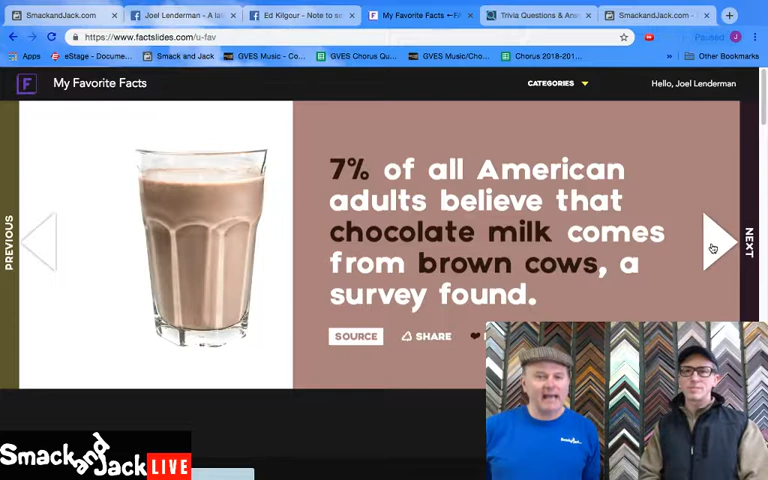 SmackandJack.com
Joel Lenderman - A lat
Ed Kilgour - Note to se
My Favorite Facts ←Fa
Trivia Questions & Ans
SmackandJack.com -
https://www.factslides.com/u-fav
Paused
Apps
eStage - Docume...
Smack and Jack
GVES Music - Co...
GVES Chorus Qu...
GVES Music/Cho...
Chorus 2018-201...
»
Other Bookmarks
F
My Favorite Facts
CATEGORIES
Hello, Joel Lenderman
PREVIOUS
7% of all American
adults believe that
chocolate milk comes
from brown cows, a
survey found.
NEXT
SOURCE
SHARE
Smack and Jack LIVE